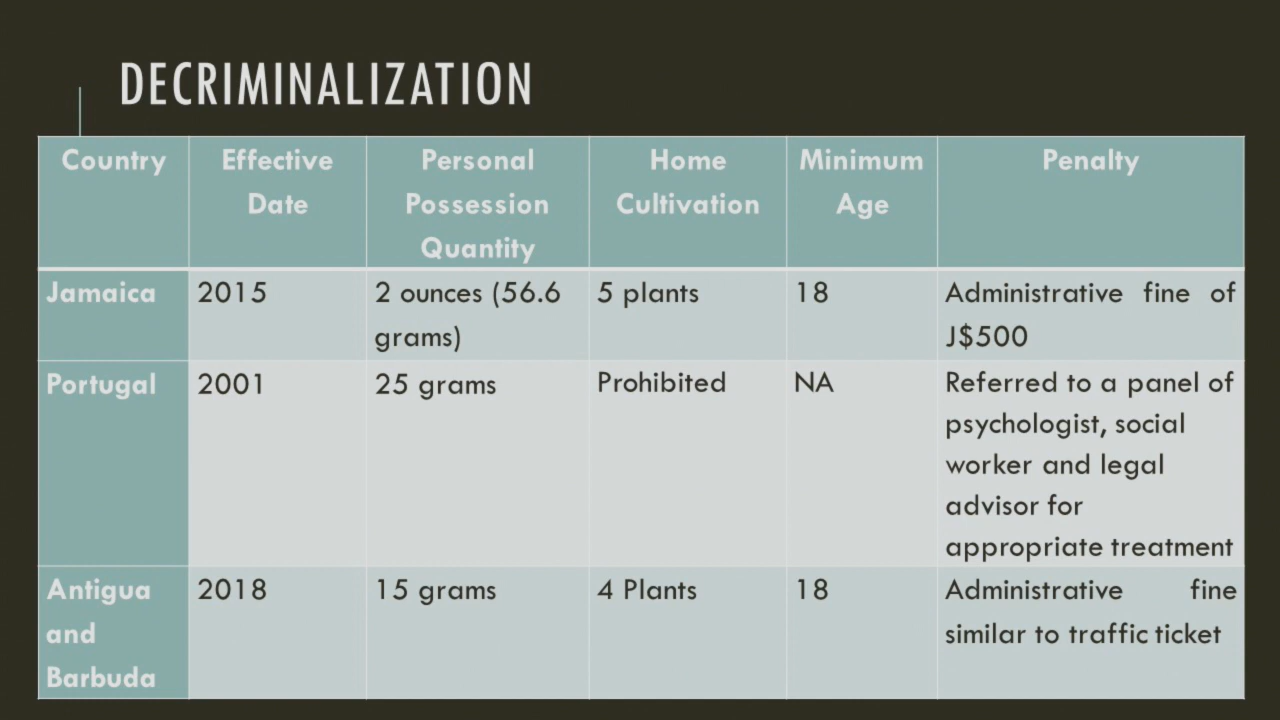 DECRIMINALIZATION
Country
Effective
Date
Personal
Possession
Quantity
Home
Cultivation
Minimum
Age
Penalty
Jamaica
2015
2 ounces (56.6
grams)
5 plants
18
Administrative fine of
J$500
Portugal
2001
25 grams
Prohibited
NA
Referred to a panel of
psychologist, social
worker and legal
advisor for
appropriate treatment
Antigua
and
Barbuda
2018
15 grams
4 Plants
18
Administrative fine
similar to traffic ticket